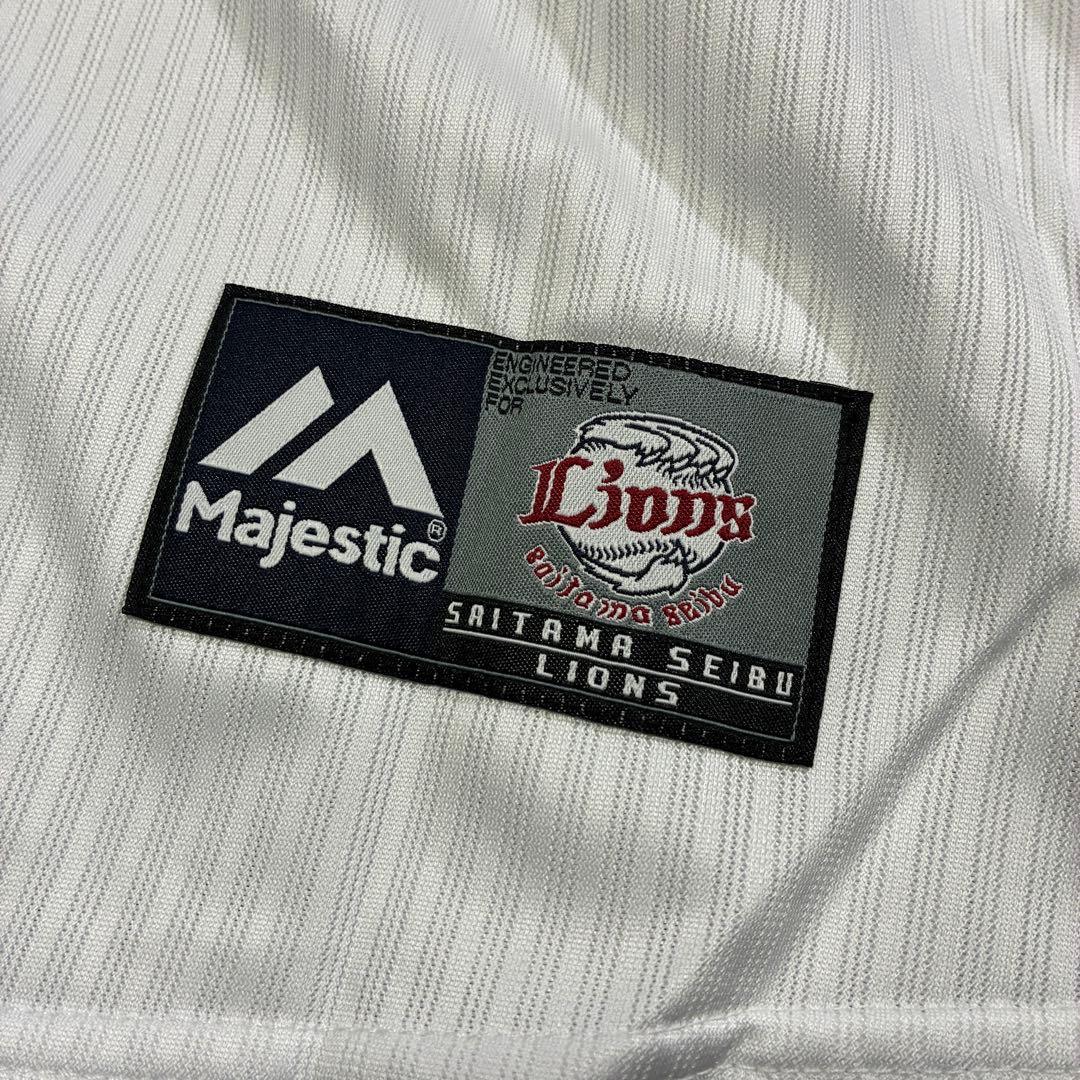 Majestic®
ENGINEERED
EXCLUSIVELY
FOR
Lions
Saitama Seibu
SAITAMA SEIBU
LIONS